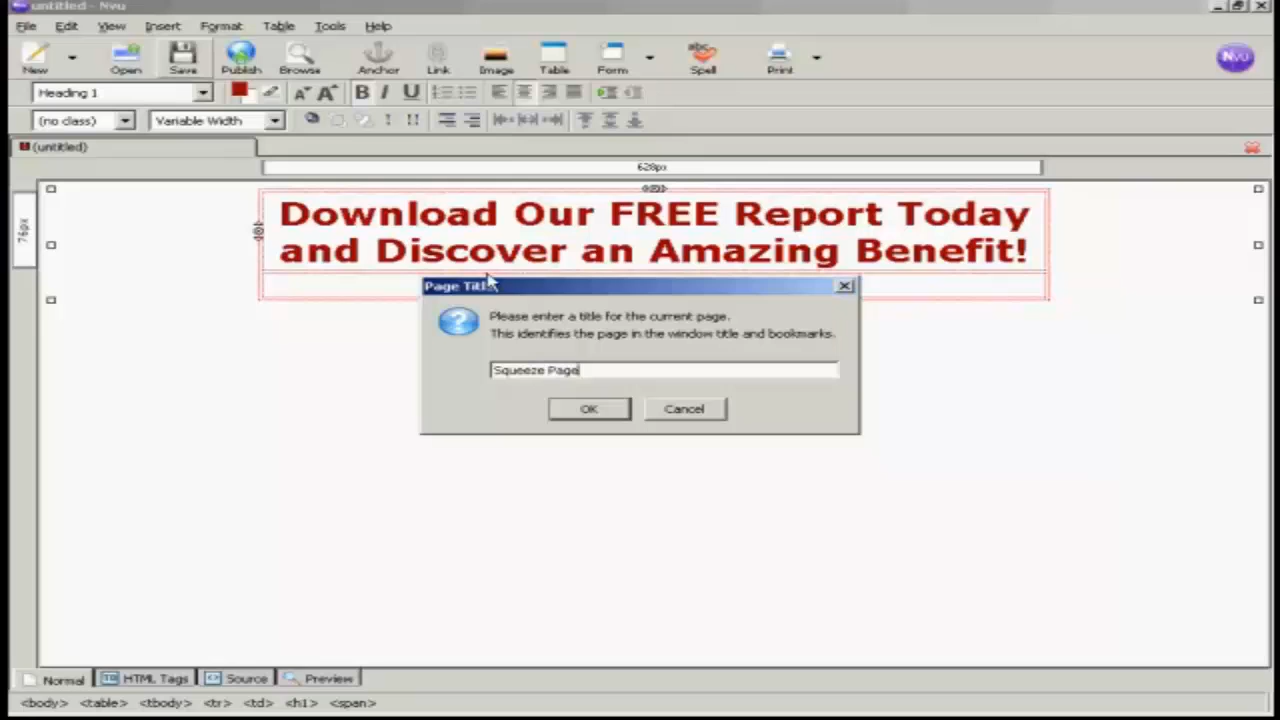 untitled - Nvu
File Edit View Insert Format Table Tools Help
New Open Save Publish Browse Anchor Link Image Table Form Spell Print
Nvu
Heading 1
(no class) Variable Width
(untitled)
628px
76px
Download Our FREE Report Today
and Discover an Amazing Benefit!
Page Title
Please enter a title for the current page.
This identifies the page in the window title and bookmarks.
Squeeze Page
OK Cancel
Normal HTML Tags Source Preview
<body> <table> <tbody> <tr> <td> <h1> <span>